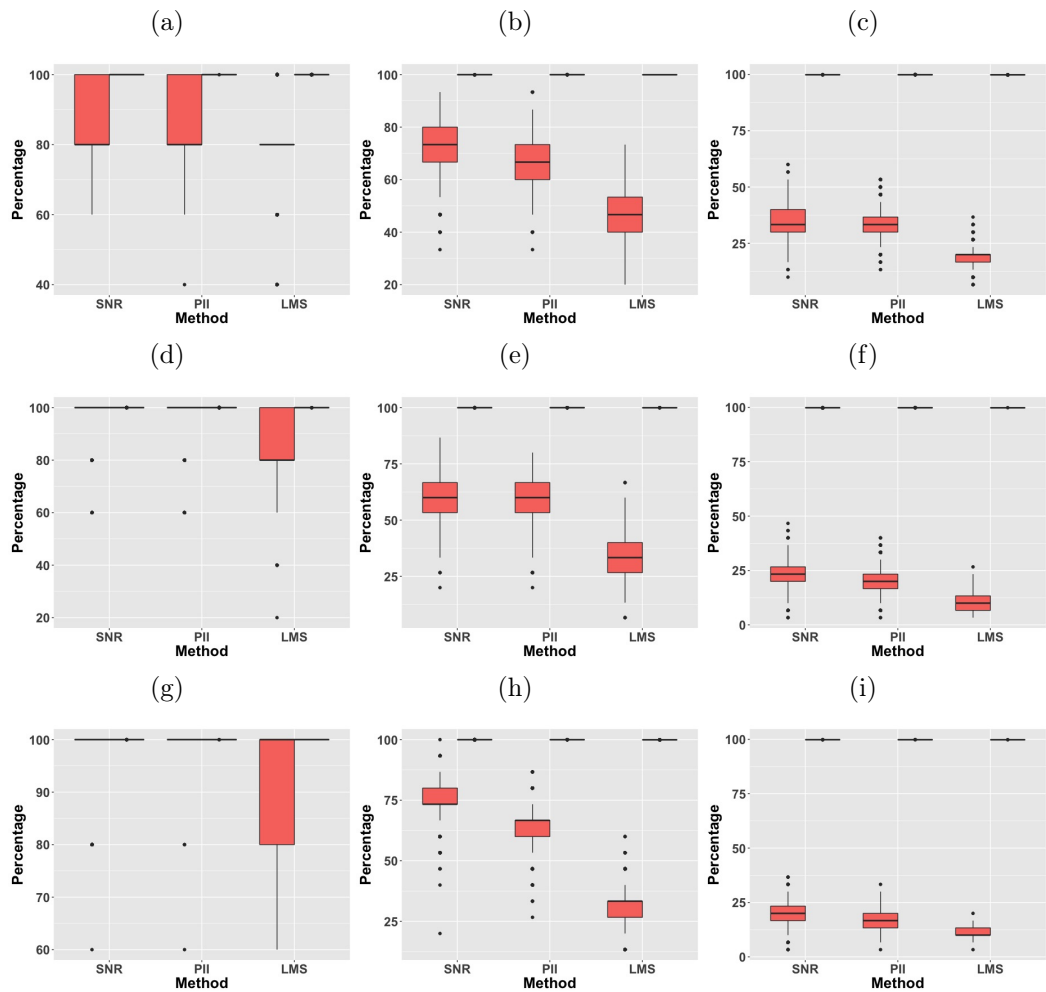 (a) (b) (c)
100
80
60
40
Percentage
SNR PII LMS
Method
100
80
60
40
20
Percentage
SNR PII LMS
Method
100
75
50
25
Percentage
SNR PII LMS
Method
(d) (e) (f)
100
80
60
40
20
Percentage
SNR PII LMS
Method
100
75
50
25
Percentage
SNR PII LMS
Method
100
75
50
25
0
Percentage
SNR PII LMS
Method
(g) (h) (i)
100
90
80
70
60
Percentage
SNR PII LMS
Method
100
75
50
25
Percentage
SNR PII LMS
Method
100
75
50
25
0
Percentage
SNR PII LMS
Method